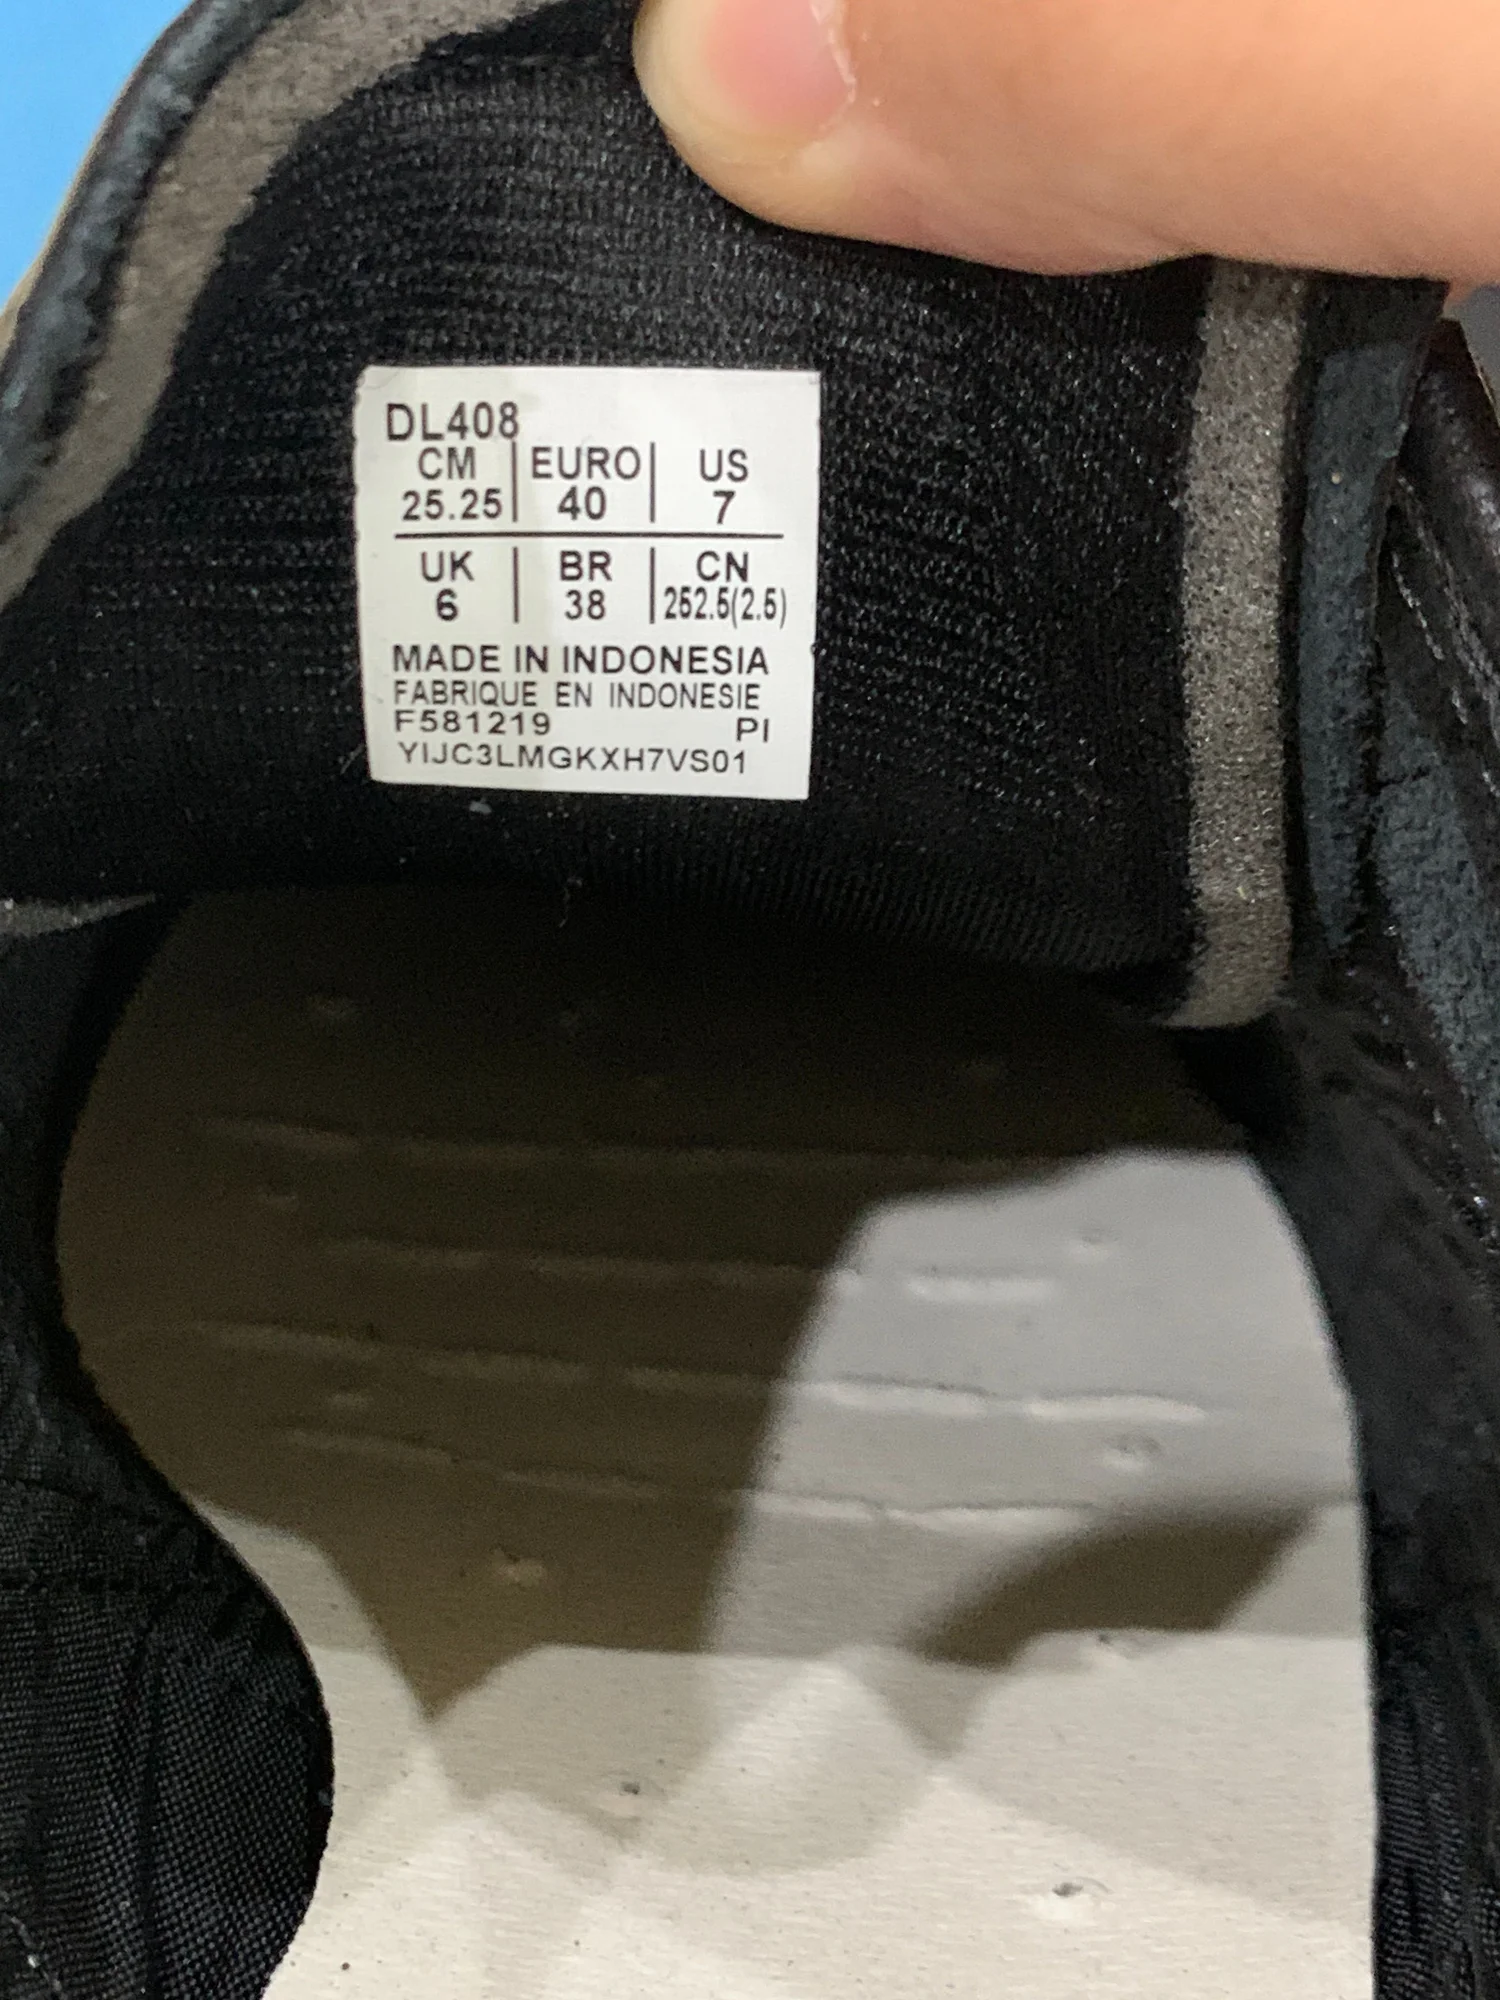 DL408
CM EURO US
25.25 40 7
UK BR CN
6 38 252.5(2.5)
MADE IN INDONESIA
FABRIQUE EN INDONESIE
F581219 PI
YIJC3LMGKXH7VS01